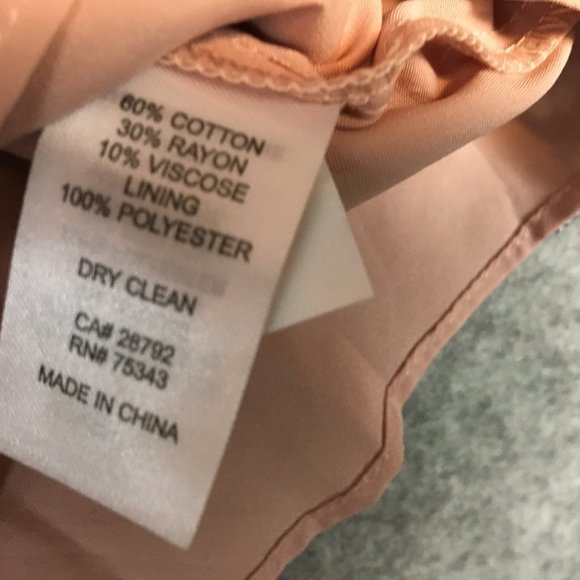 60% COTTON
30% RAYON
10% VISCOSE
LINING
100% POLYESTER
DRY CLEAN
CA# 28792
RN# 75343
MADE IN CHINA